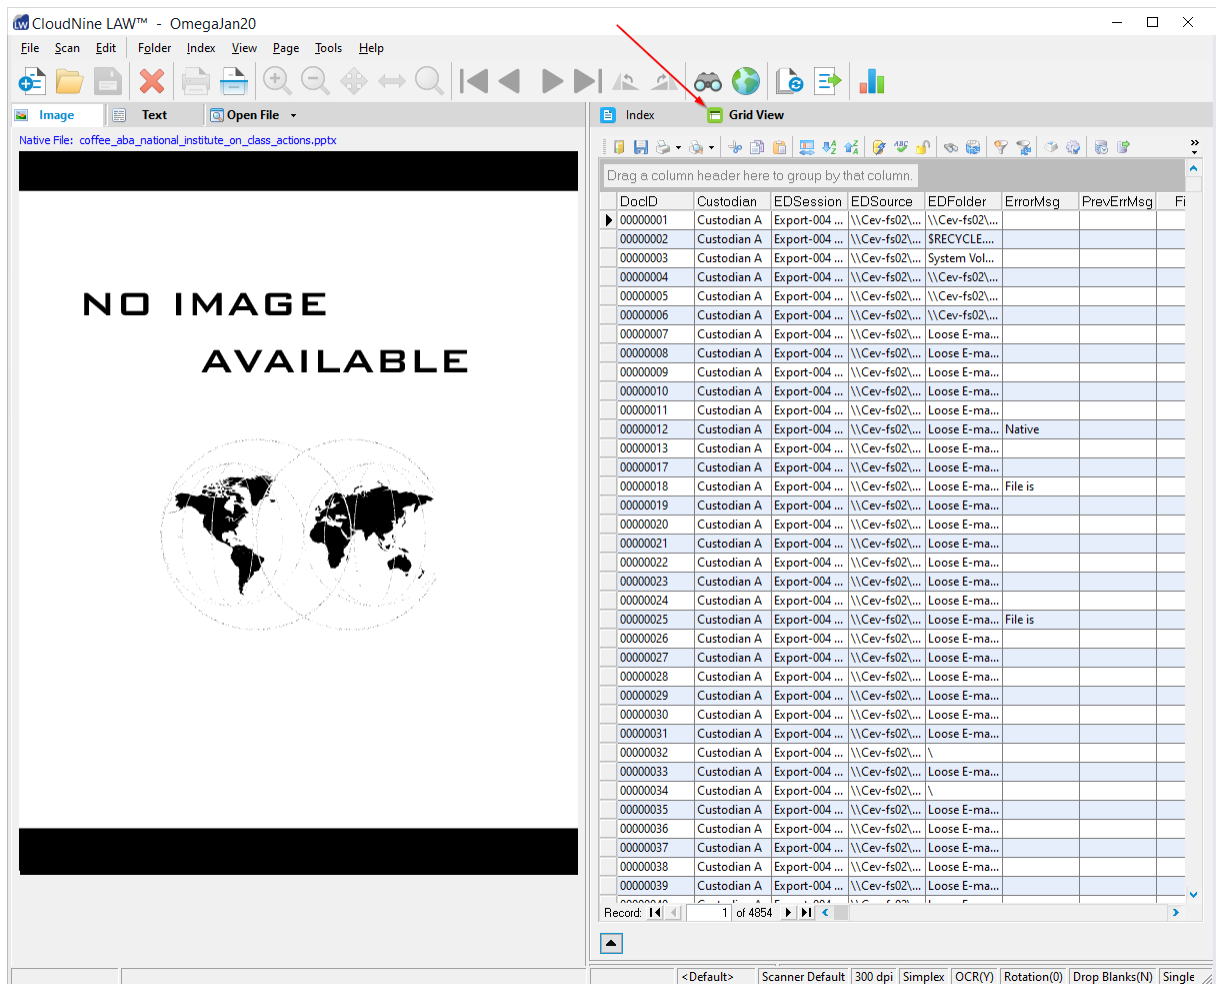 CloudNine LAW™ - OmegaJan20
File Scan Edit Folder Index View Page Tools Help
Image Text Open File
Index Grid View
Native File: coffee_aba_national_institute_on_class_actions.pptx
NO IMAGE
AVAILABLE
Drag a column header here to group by that column.
DocID Custodian EDSession EDSource EDFolder ErrorMsg PrevErrMsg Fi
00000001 Custodian A Export-004 ... \\Cev-fs02\... \\Cev-fs02\...
00000002 Custodian A Export-004 ... \\Cev-fs02\... $RECYCLE....
00000003 Custodian A Export-004 ... \\Cev-fs02\... System Vol...
00000004 Custodian A Export-004 ... \\Cev-fs02\... \\Cev-fs02\...
00000005 Custodian A Export-004 ... \\Cev-fs02\... \\Cev-fs02\...
00000006 Custodian A Export-004 ... \\Cev-fs02\... \\Cev-fs02\...
00000007 Custodian A Export-004 ... \\Cev-fs02\... Loose E-ma...
00000008 Custodian A Export-004 ... \\Cev-fs02\... Loose E-ma...
00000009 Custodian A Export-004 ... \\Cev-fs02\... Loose E-ma...
00000010 Custodian A Export-004 ... \\Cev-fs02\... Loose E-ma...
00000011 Custodian A Export-004 ... \\Cev-fs02\... Loose E-ma...
00000012 Custodian A Export-004 ... \\Cev-fs02\... Loose E-ma... Native
00000013 Custodian A Export-004 ... \\Cev-fs02\... Loose E-ma...
00000017 Custodian A Export-004 ... \\Cev-fs02\... Loose E-ma...
00000018 Custodian A Export-004 ... \\Cev-fs02\... Loose E-ma... File is
00000019 Custodian A Export-004 ... \\Cev-fs02\... Loose E-ma...
00000020 Custodian A Export-004 ... \\Cev-fs02\... Loose E-ma...
00000021 Custodian A Export-004 ... \\Cev-fs02\... Loose E-ma...
00000022 Custodian A Export-004 ... \\Cev-fs02\... Loose E-ma...
00000023 Custodian A Export-004 ... \\Cev-fs02\... Loose E-ma...
00000024 Custodian A Export-004 ... \\Cev-fs02\... Loose E-ma...
00000025 Custodian A Export-004 ... \\Cev-fs02\... Loose E-ma... File is
00000026 Custodian A Export-004 ... \\Cev-fs02\... Loose E-ma...
00000027 Custodian A Export-004 ... \\Cev-fs02\... Loose E-ma...
00000028 Custodian A Export-004 ... \\Cev-fs02\... Loose E-ma...
00000029 Custodian A Export-004 ... \\Cev-fs02\... Loose E-ma...
00000030 Custodian A Export-004 ... \\Cev-fs02\... Loose E-ma...
00000031 Custodian A Export-004 ... \\Cev-fs02\... Loose E-ma...
00000032 Custodian A Export-004 ... \\Cev-fs02\... \
00000033 Custodian A Export-004 ... \\Cev-fs02\... Loose E-ma...
00000034 Custodian A Export-004 ... \\Cev-fs02\... \
00000035 Custodian A Export-004 ... \\Cev-fs02\... Loose E-ma...
00000036 Custodian A Export-004 ... \\Cev-fs02\... Loose E-ma...
00000037 Custodian A Export-004 ... \\Cev-fs02\... Loose E-ma...
00000038 Custodian A Export-004 ... \\Cev-fs02\... Loose E-ma...
00000039 Custodian A Export-004 ... \\Cev-fs02\... Loose E-ma...
Record: 1 of 4854
<Default> Scanner Default 300 dpi Simplex OCR(Y) Rotation(0) Drop Blanks(N) Single